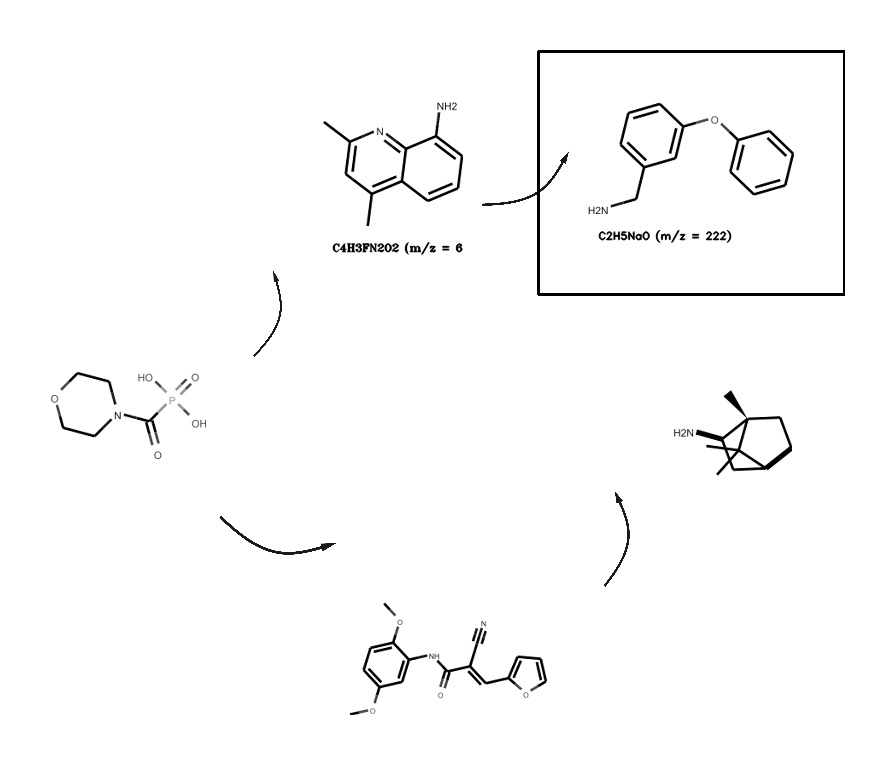 NH2
N
O
H2N
C2H5NaO (m/z = 222)
C4H3FN2O2 (m/z = 6
HO
O
P
OH
O
N
O
H2N
N
O
NH
O
O
O